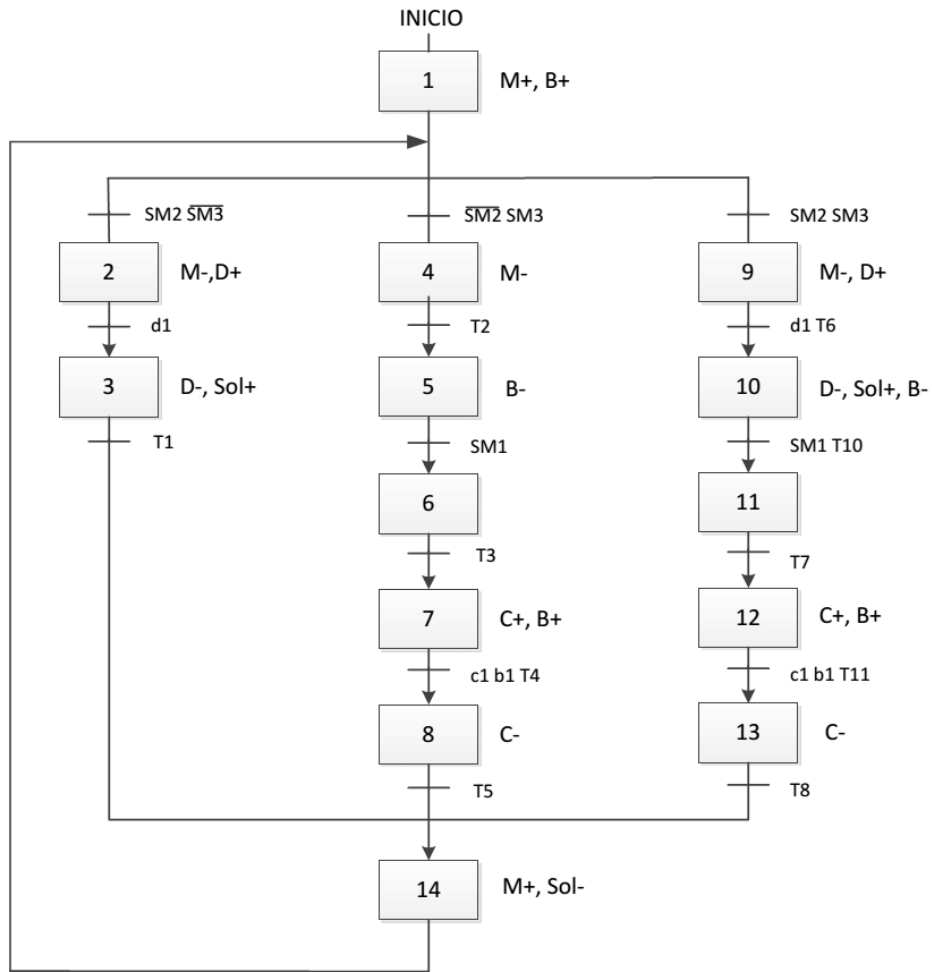 INICIO
1 M+, B+
SM2 S̅M̅3̅ S̅M̅2̅ SM3 SM2 SM3
2 M-,D+ 4 M- 9 M-, D+
d1 T2 d1 T6
3 D-, Sol+ 5 B- 10 D-, Sol+, B-
T1 SM1 SM1 T10
6 11
T3 T7
7 C+, B+ 12 C+, B+
c1 b1 T4 c1 b1 T11
8 C- 13 C-
T5 T8
14 M+, Sol-